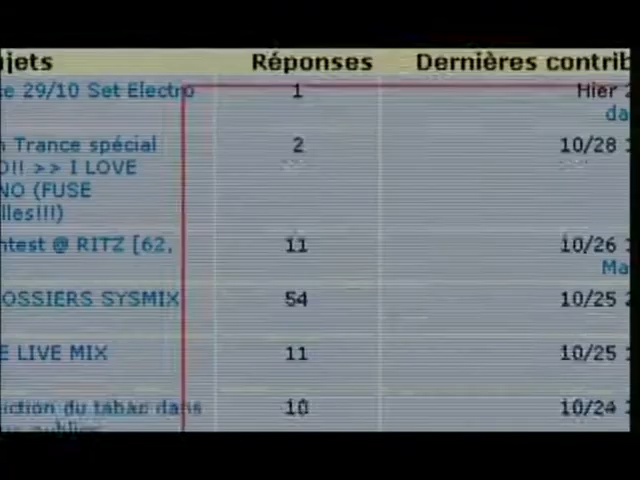 jets Réponses Dernières contrib
e 29/10 Set Electro 1 Hier
da
Trance spécial 2 10/28
!! >> I LOVE
NO (FUSE
lles!!!)
ntest @ RITZ [62, 11 10/26
Ma
OSSIERS SYSMIX 54 10/25
E LIVE MIX 11 10/25
iction du tabac dans 10 10/24